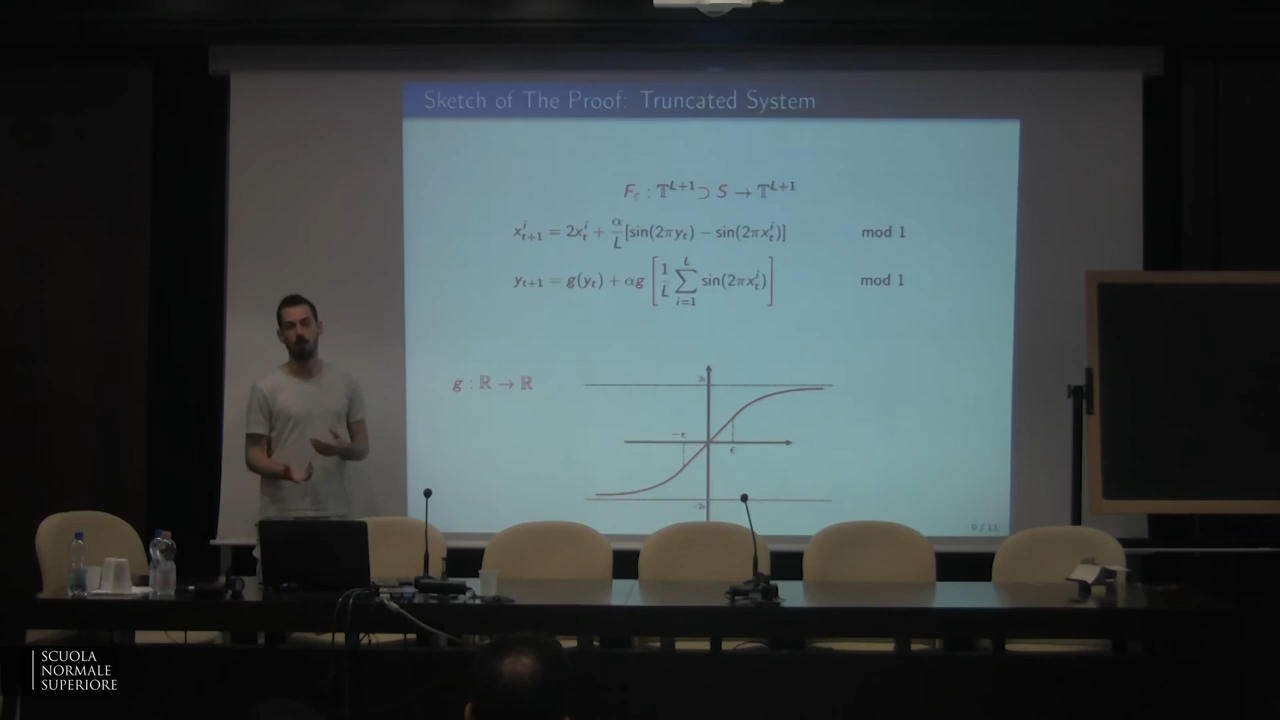 Sketch of The Proof: Truncated System
F_ε : 𝕋^{L+1} ⊃ S → 𝕋^{L+1}
x^i_{t+1} = 2x^i_t + α/L [sin(2πy_t) − sin(2πx^i_t)] mod 1
y_{t+1} = g(y_t) + αg [1/L ∑_{i=1}^{L} sin(2πx^i_t)] mod 1
g : ℝ → ℝ
−ε
ε
9 / 11
SCUOLA
NORMALE
SUPERIORE